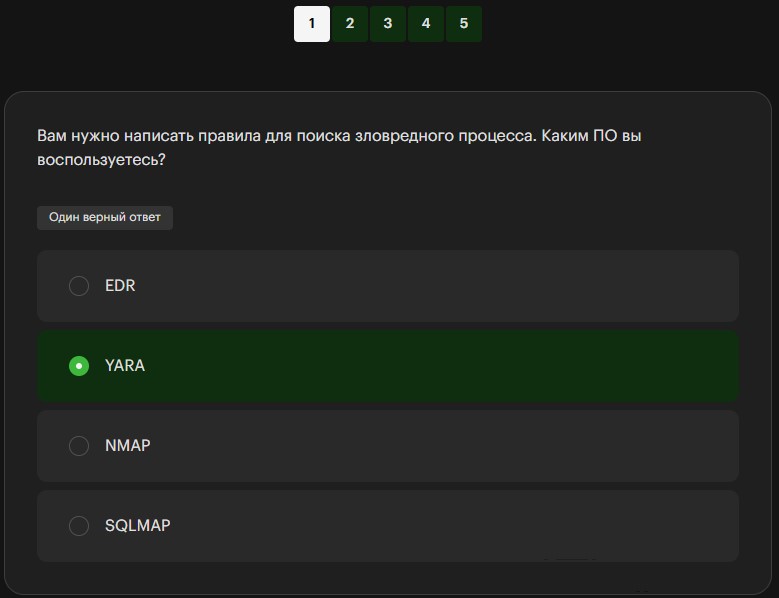 1 2 3 4 5
Вам нужно написать правила для поиска зловредного процесса. Каким ПО вы
воспользуетесь?
Один верный ответ
EDR
YARA
NMAP
SQLMAP